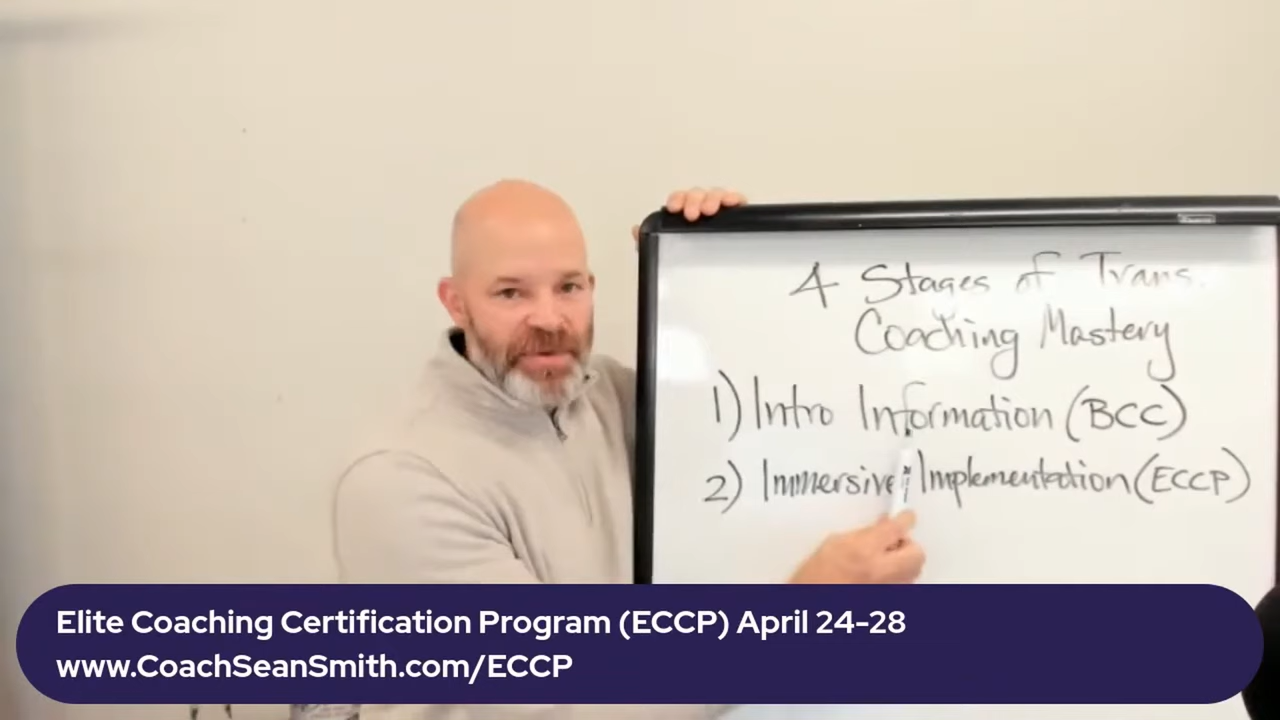 4 Stages of Trans.
Coaching Mastery
1) Intro Information (BCC)
2) Immersive Implementation (ECCP)
Elite Coaching Certification Program (ECCP) April 24-28
www.CoachSeanSmith.com/ECCP